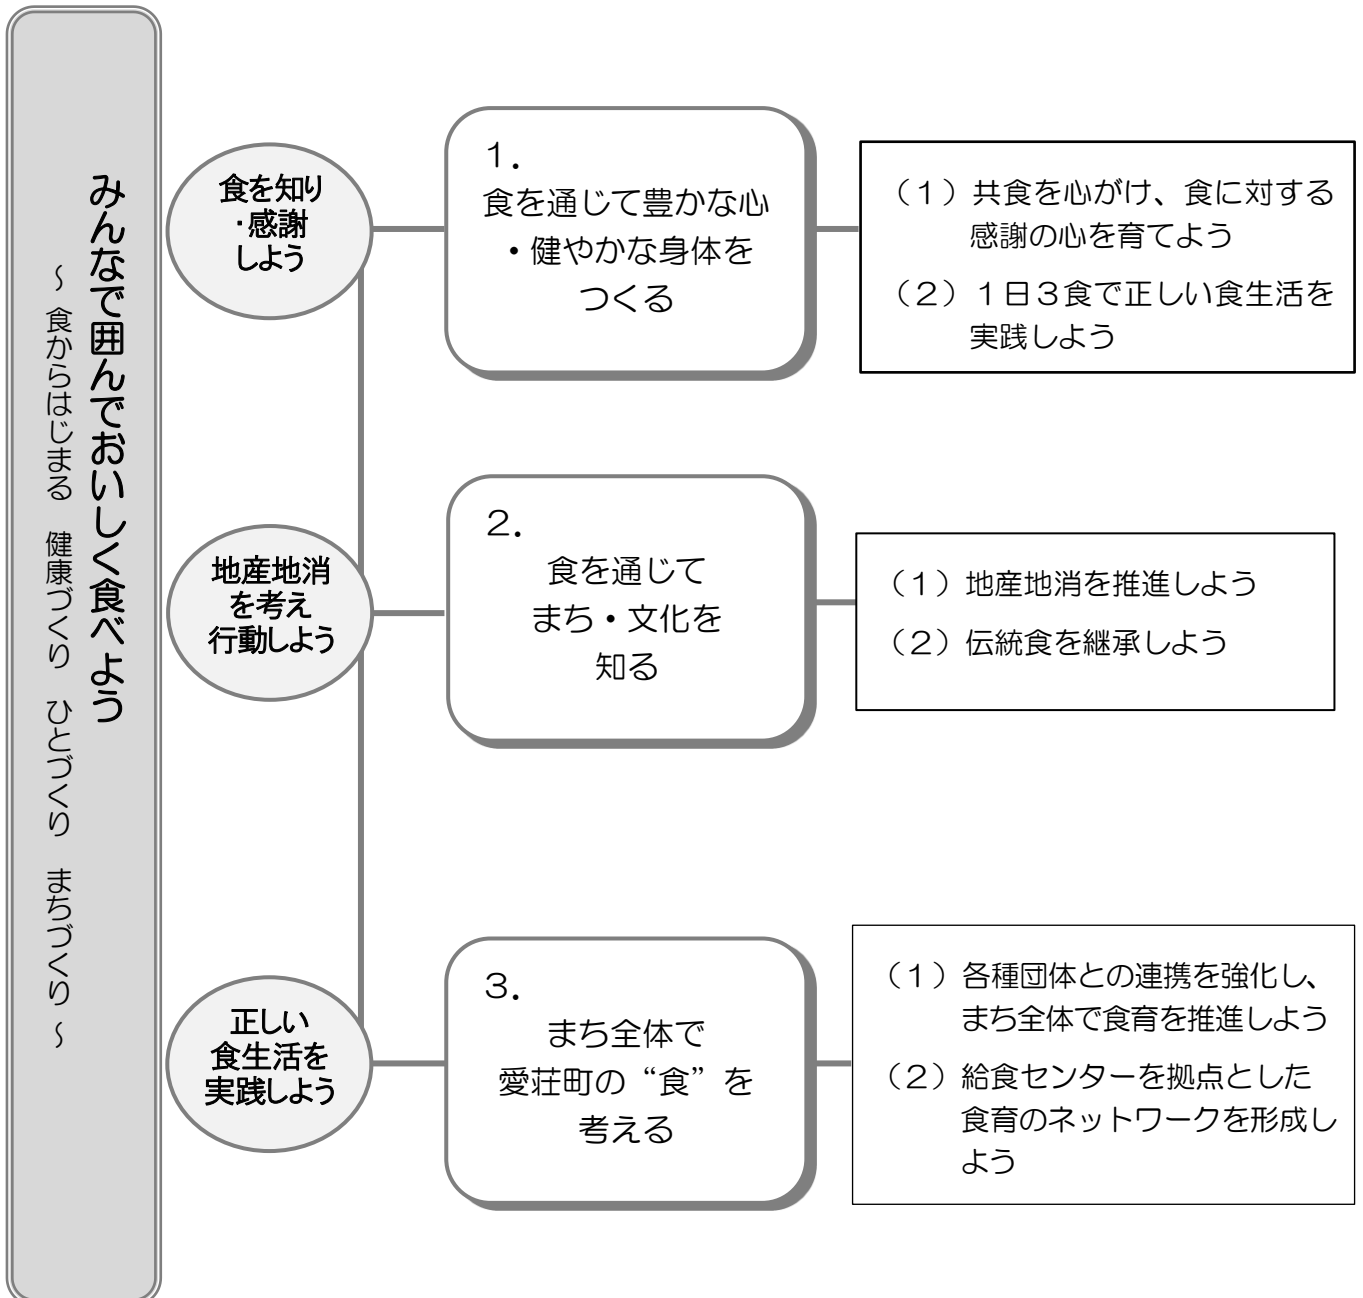 みんなで囲んでおいしく食べよう
～ 食からはじまる　健康づくり　ひとづくり　まちづくり ～
食を知り
・感謝
しよう
１．
食を通じて豊かな心
・健やかな身体を
つくる
（１）共食を心がけ、食に対する
感謝の心を育てよう
（２）１日３食で正しい食生活を
実践しよう
地産地消
を考え
行動しよう
２．
食を通じて
まち・文化を
知る
（１）地産地消を推進しよう
（２）伝統食を継承しよう
正しい
食生活を
実践しよう
３．
まち全体で
愛荘町の“食”を
考える
（１）各種団体との連携を強化し、
まち全体で食育を推進しよう
（２）給食センターを拠点とした
食育のネットワークを形成し
よう